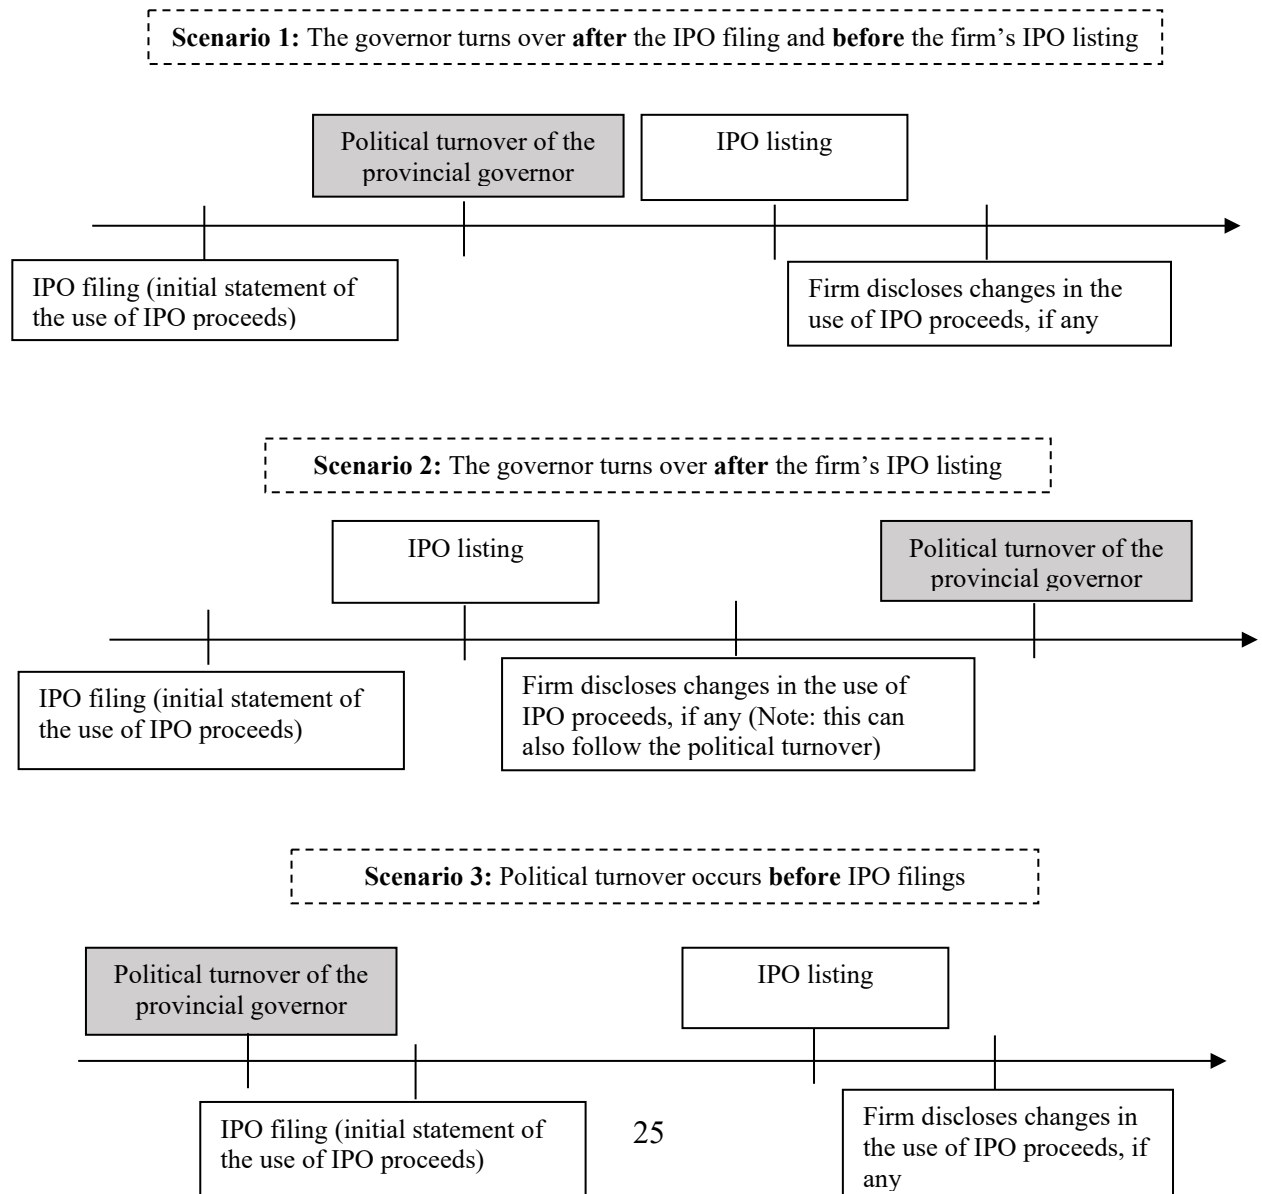 Scenario 1: The governor turns over after the IPO filing and before the firm's IPO listing
Political turnover of the
provincial governor
IPO listing
IPO filing (initial statement of
the use of IPO proceeds)
Firm discloses changes in the
use of IPO proceeds, if any
Scenario 2: The governor turns over after the firm's IPO listing
IPO listing
Political turnover of the
provincial governor
IPO filing (initial statement of
the use of IPO proceeds)
Firm discloses changes in the use of
IPO proceeds, if any (Note: this can
also follow the political turnover)
Scenario 3: Political turnover occurs before IPO filings
Political turnover of the
provincial governor
IPO listing
IPO filing (initial statement of
the use of IPO proceeds)
25
Firm discloses changes in
the use of IPO proceeds, if
any